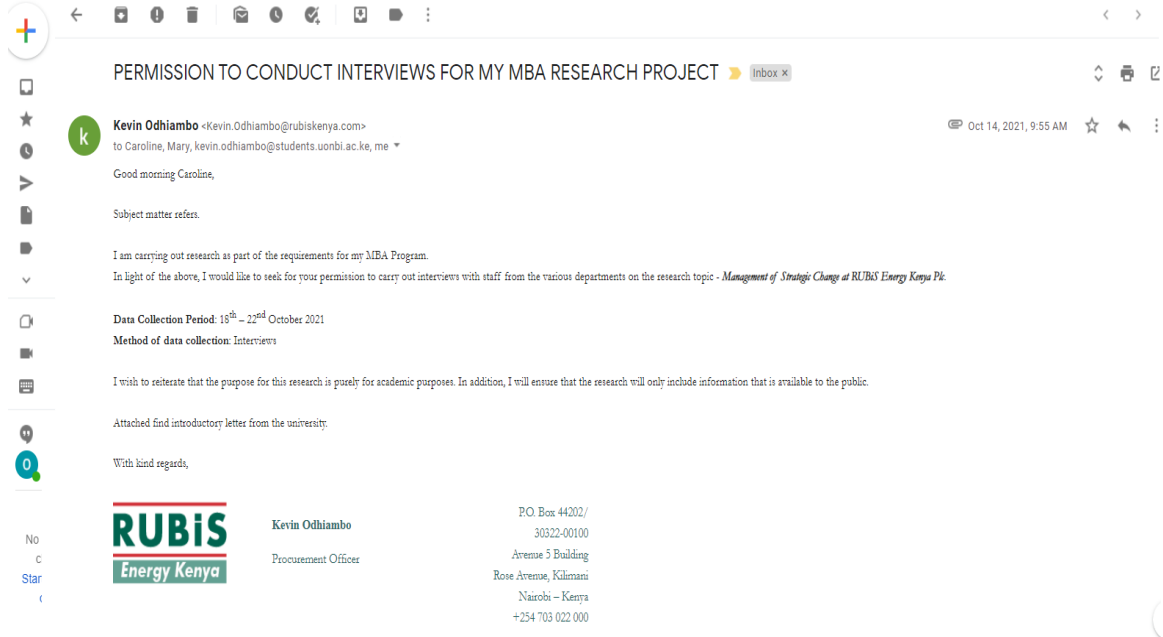 PERMISSION TO CONDUCT INTERVIEWS FOR MY MBA RESEARCH PROJECT Inbox x
Kevin Odhiambo <Kevin.Odhiambo@rubiskenya.com> Oct 14, 2021, 9:55 AM
k
to Caroline, Mary, kevin.odhiambo@students.uonbi.ac.ke, me
Good morning Caroline,
Subject matter refers.
I am carrying out research as part of the requirements for my MBA Program.
In light of the above, I would like to seek for your permission to carry out interviews with staff from the various departments on the research topic - Management of Strategic Change at RUBiS Energy Kenya Plc.
Data Collection Period: 18th – 22nd October 2021
Method of data collection: Interviews
I wish to reiterate that the purpose for this research is purely for academic purposes. In addition, I will ensure that the research will only include information that is available to the public.
Attached find introductory letter from the university.
With kind regards,
RUBiS
Energy Kenya
Kevin Odhiambo
Procurement Officer
P.O. Box 44202/
30322-00100
Avenue 5 Building
Rose Avenue, Kilimani
Nairobi – Kenya
+254 703 022 000
O
No
c
Star